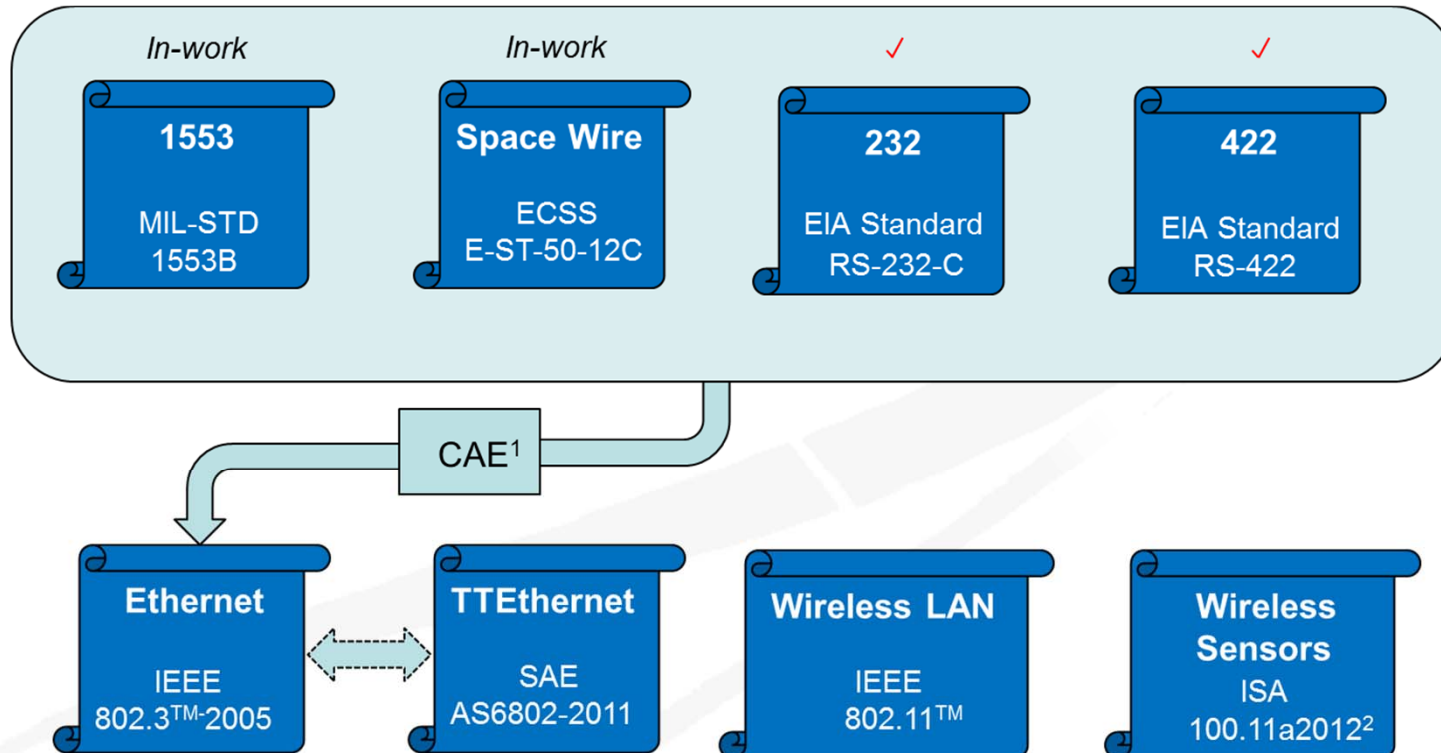 In-work
In-work
✓
✓
1553
MIL-STD
1553B
Space Wire
ECSS
E-ST-50-12C
232
EIA Standard
RS-232-C
422
EIA Standard
RS-422
CAE¹
Ethernet
IEEE
802.3™-2005
TTEthernet
SAE
AS6802-2011
Wireless LAN
IEEE
802.11™
Wireless
Sensors
ISA
100.11a2012²